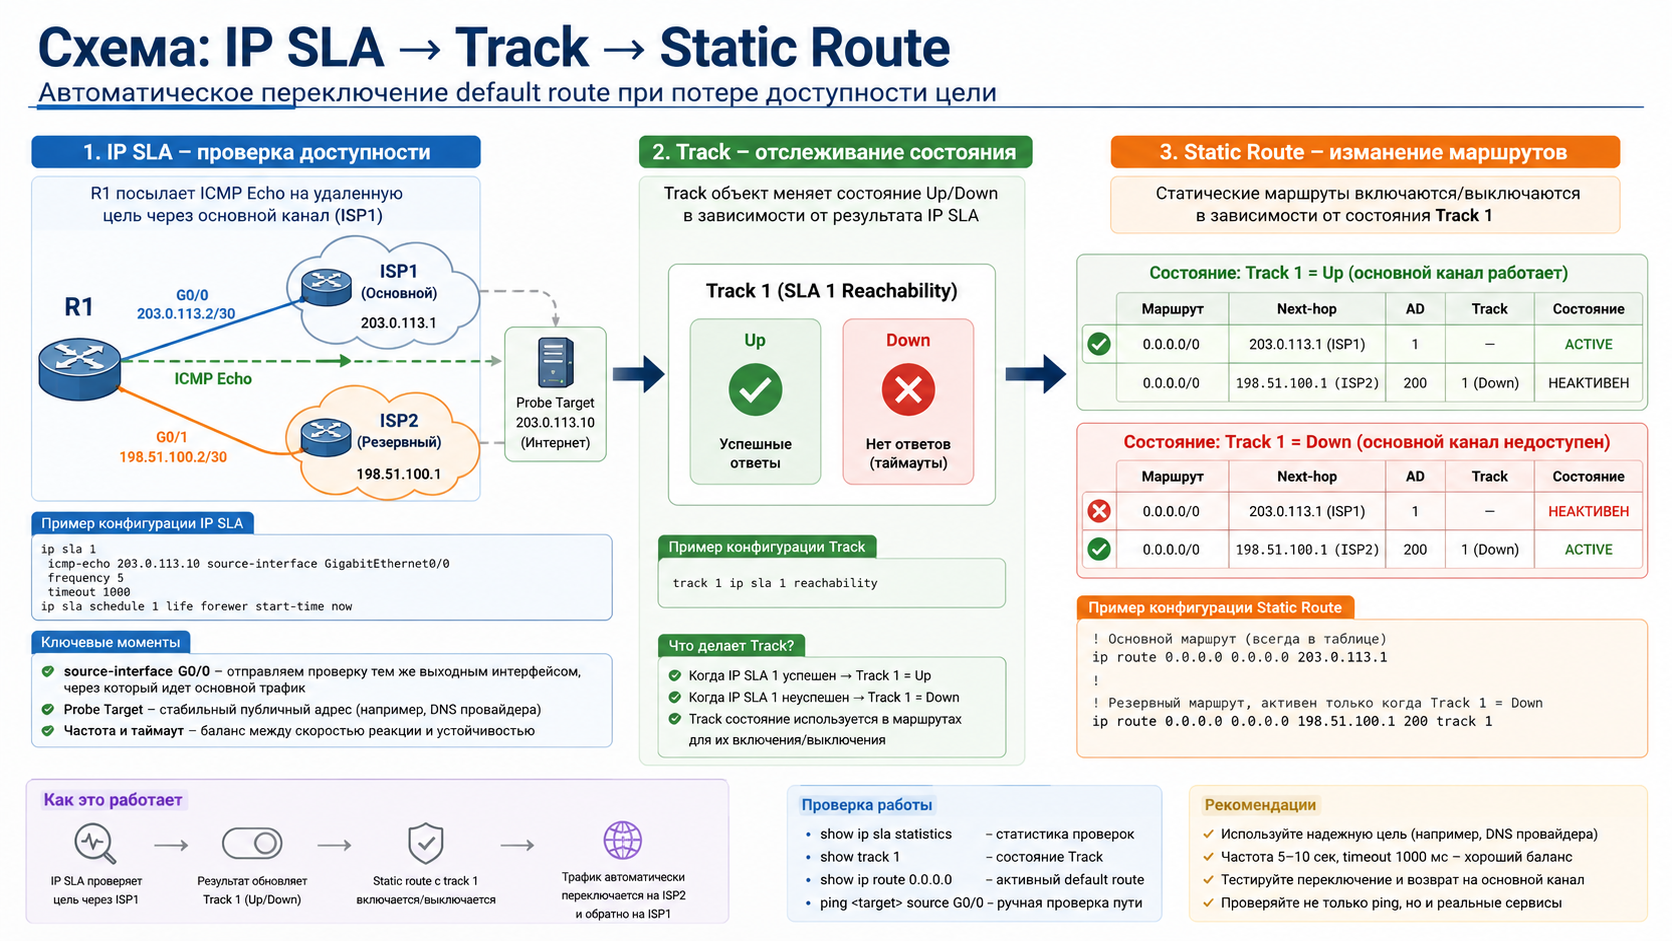 Схема: IP SLA → Track → Static Route
Автоматическое переключение default route при потере доступности цели
1. IP SLA – проверка доступности
R1 посылает ICMP Echo на удаленную
цель через основной канал (ISP1)
R1
G0/0
203.0.113.2/30
ISP1
(Основной)
203.0.113.1
ICMP Echo
G0/1
198.51.100.2/30
ISP2
(Резервный)
198.51.100.1
Probe Target
203.0.113.10
(Интернет)
Пример конфигурации IP SLA
ip sla 1
icmp-echo 203.0.113.10 source-interface GigabitEthernet0/0
frequency 5
timeout 1000
ip sla schedule 1 life forewer start-time now
Ключевые моменты
source-interface G0/0 – отправляем проверку тем же выходным интерфейсом,
через который идет основной трафик
Probe Target – стабильный публичный адрес (например, DNS провайдера)
Частота и таймаут – баланс между скоростью реакции и устойчивостью
2. Track – отслеживание состояния
Track объект меняет состояние Up/Down
в зависимости от результата IP SLA
Track 1 (SLA 1 Reachability)
Up
Успешные
ответы
Down
Нет ответов
(таймауты)
Пример конфигурации Track
track 1 ip sla 1 reachability
Что делает Track?
Когда IP SLA 1 успешен → Track 1 = Up
Когда IP SLA 1 неуспешен → Track 1 = Down
Track состояние используется в маршрутах
для их включения/выключения
3. Static Route – изманение маршрутов
Статические маршруты включаются/выключаются
в зависимости от состояния Track 1
Состояние: Track 1 = Up (основной канал работает)
Маршрут Next-hop AD Track Состояние
0.0.0.0/0 203.0.113.1 (ISP1) 1 – ACTIVE
0.0.0.0/0 198.51.100.1 (ISP2) 200 1 (Down) НЕАКТИВЕН
Состояние: Track 1 = Down (основной канал недоступен)
Маршрут Next-hop AD Track Состояние
0.0.0.0/0 203.0.113.1 (ISP1) 1 – НЕАКТИВЕН
0.0.0.0/0 198.51.100.1 (ISP2) 200 1 (Down) ACTIVE
Пример конфигурации Static Route
! Основной маршрут (всегда в таблице)
ip route 0.0.0.0 0.0.0.0 203.0.113.1
!
! Резервный маршрут, активен только когда Track 1 = Down
ip route 0.0.0.0 0.0.0.0 198.51.100.1 200 track 1
Как это работает
IP SLA проверяет
цель через ISP1
Результат обновляет
Track 1 (Up/Down)
Static route с track 1
включается/выключается
Трафик автоматически
переключается на ISP2
и обратно на ISP1
Проверка работы
• show ip sla statistics – статистика проверок
• show track 1 – состояние Track
• show ip route 0.0.0.0 – активный default route
• ping <target> source G0/0 – ручная проверка пути
Рекомендации
Используйте надежную цель (например, DNS провайдера)
Частота 5–10 сек, timeout 1000 мс – хороший баланс
Тестируйте переключение и возврат на основной канал
Проверяйте не только ping, но и реальные сервисы